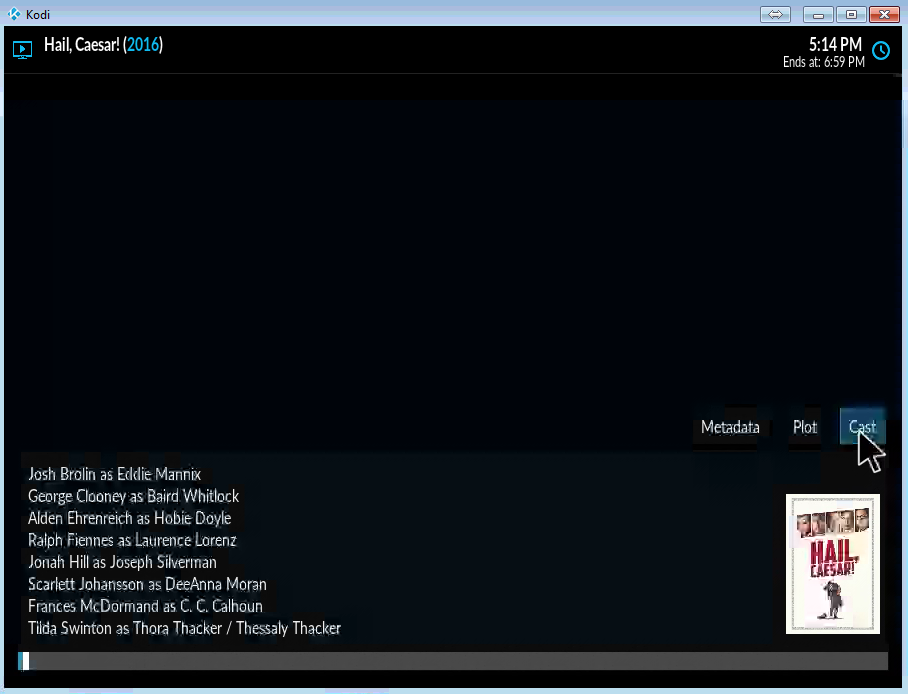 Kodi
Hail, Caesar! (2016)
5:14 PM
Ends at: 6:59 PM
Metadata Plot Cast
Josh Brolin as Eddie Mannix
George Clooney as Baird Whitlock
Alden Ehrenreich as Hobie Doyle
Ralph Fiennes as Laurence Lorenz
Jonah Hill as Joseph Silverman
Scarlett Johansson as DeeAnna Moran
Frances McDormand as C. C. Calhoun
Tilda Swinton as Thora Thacker / Thessaly Thacker
HAIL,
CAESAR!